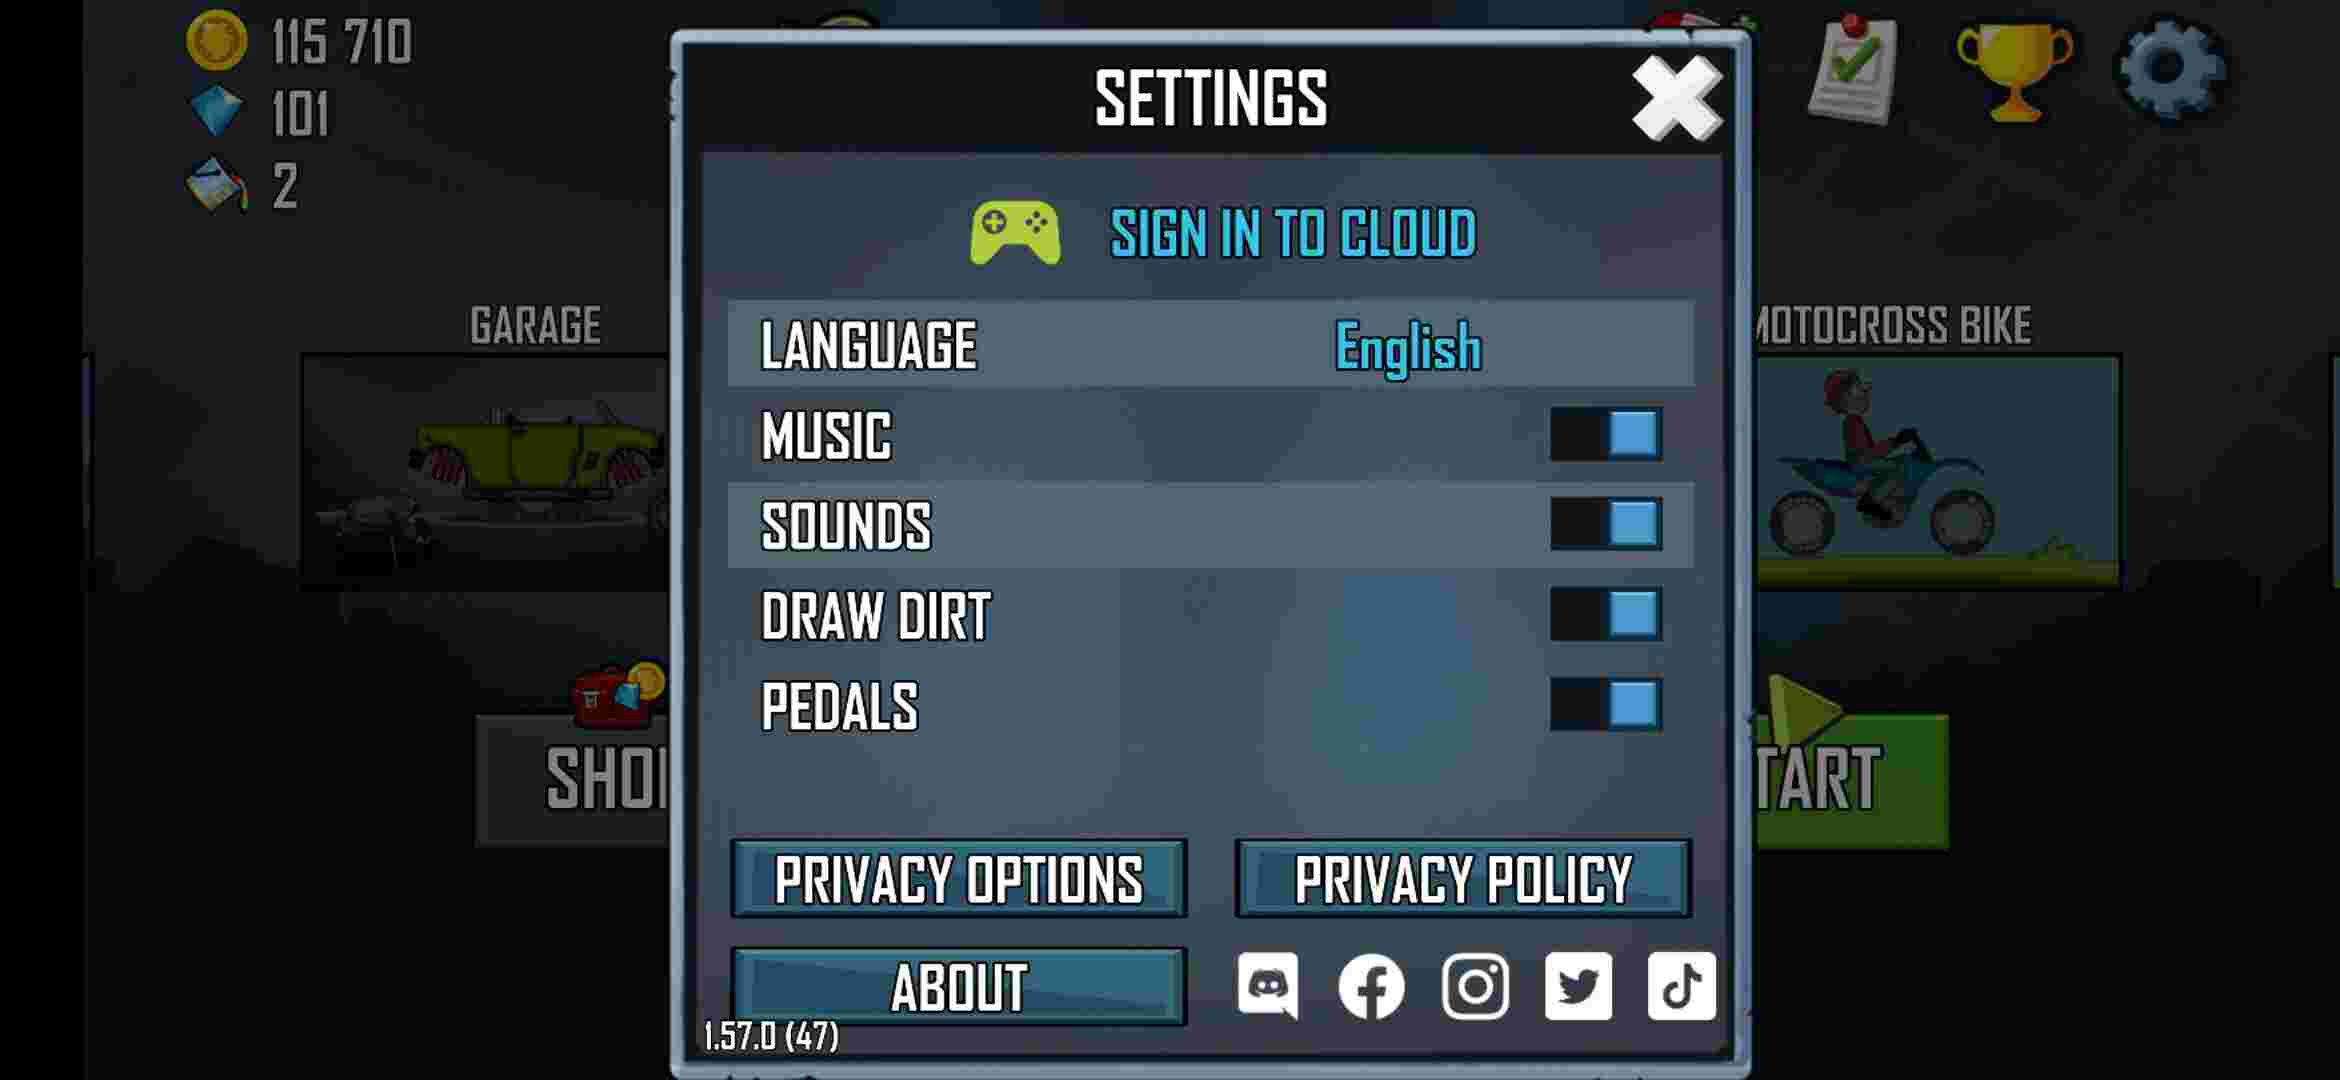 115 710
101
2
SETTINGS
SIGN IN TO CLOUD
GARAGE
MOTOCROSS BIKE
LANGUAGE English
MUSIC
SOUNDS
DRAW DIRT
PEDALS
SHO
TART
PRIVACY OPTIONS
PRIVACY POLICY
ABOUT
1.57.0 (47)